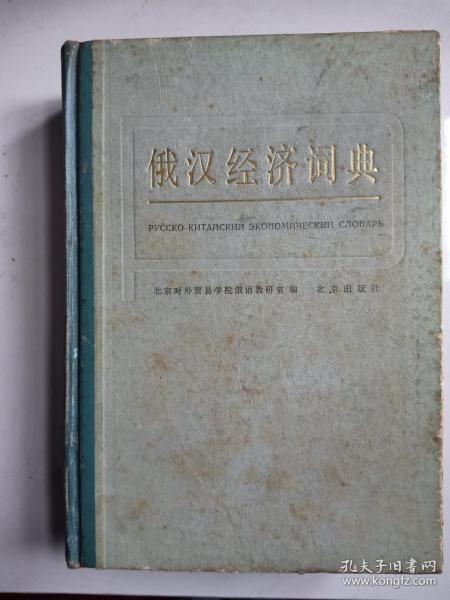 俄汉经济词典
РУССКО-КИТАЙСКИЙ ЭКОНОМИЧЕСКИЙ СЛОВАРЬ
北京对外贸易学院俄语教研室编 北京出版社
孔夫子旧书网
www.kongfz.com